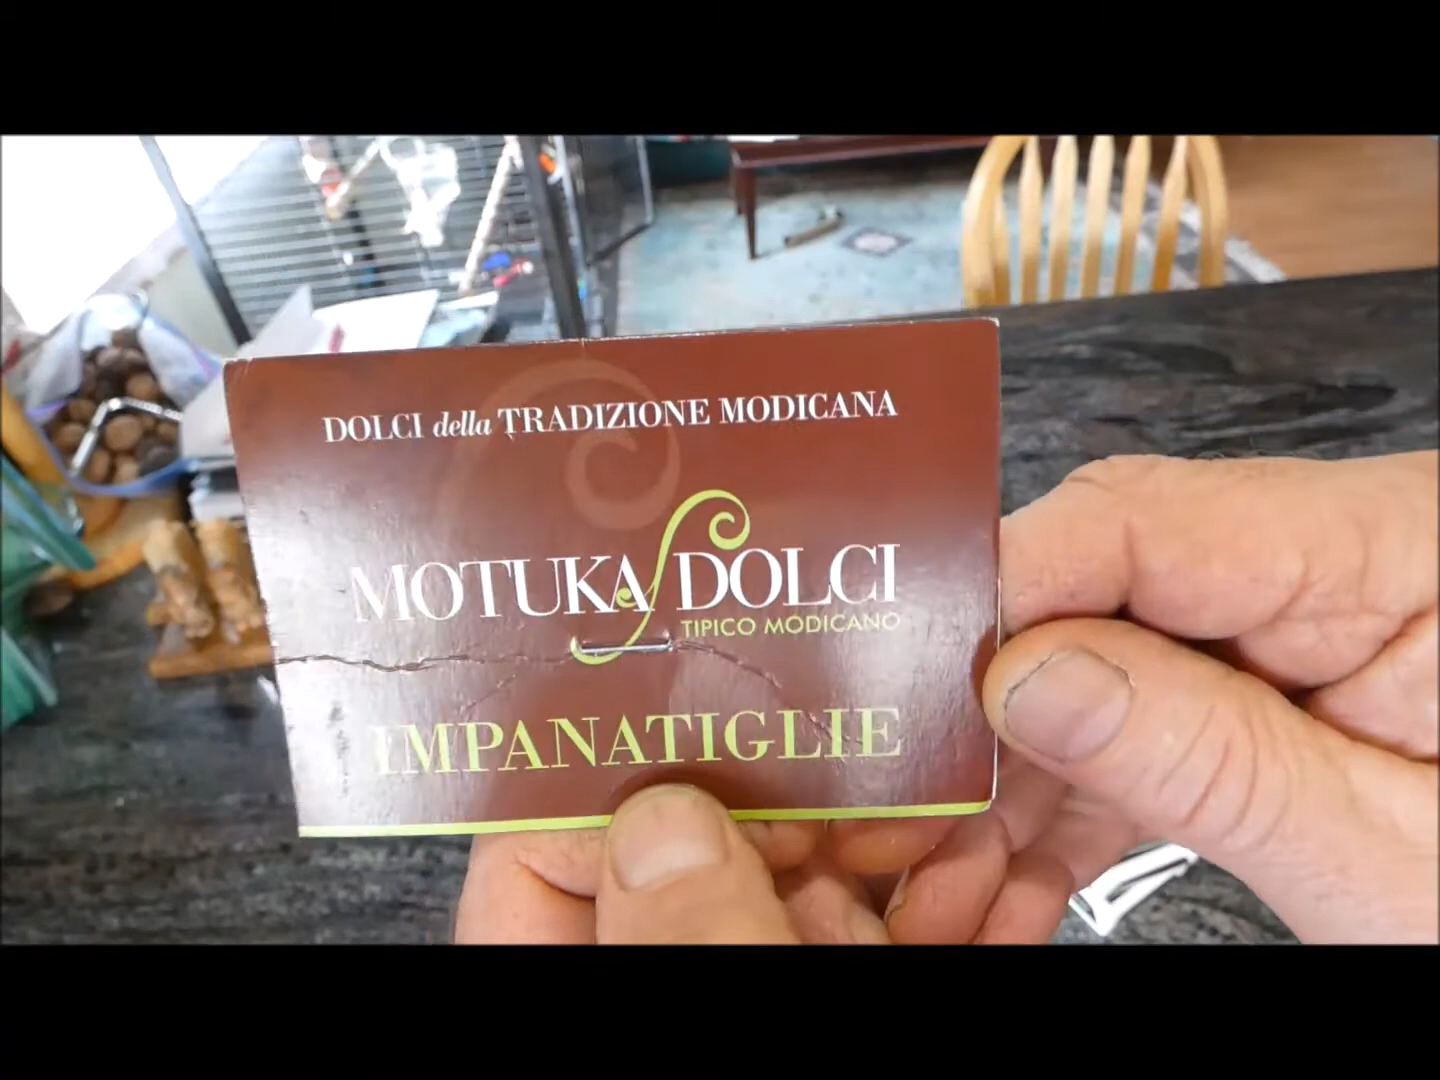 DOLCI della TRADIZIONE MODICANA
MOTUKA DOLCI
TIPICO MODICANO
IMPANATIGLIE